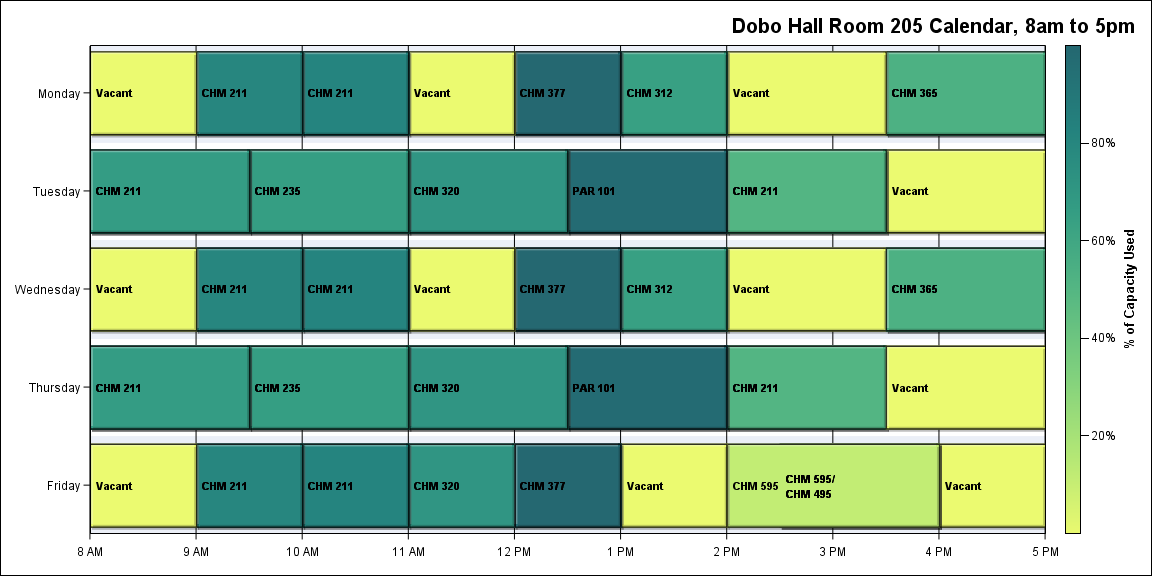 Dobo Hall Room 205 Calendar, 8am to 5pm
Monday
Vacant
CHM 211
CHM 211
Vacant
CHM 377
CHM 312
Vacant
CHM 365
Tuesday
CHM 211
CHM 235
CHM 320
PAR 101
CHM 211
Vacant
Wednesday
Vacant
CHM 211
CHM 211
Vacant
CHM 377
CHM 312
Vacant
CHM 365
Thursday
CHM 211
CHM 235
CHM 320
PAR 101
CHM 211
Vacant
Friday
Vacant
CHM 211
CHM 211
CHM 320
CHM 377
Vacant
CHM 595
CHM 595/
CHM 495
Vacant
8 AM
9 AM
10 AM
11 AM
12 PM
1 PM
2 PM
3 PM
4 PM
5 PM
80%
60%
40%
20%
% of Capacity Used